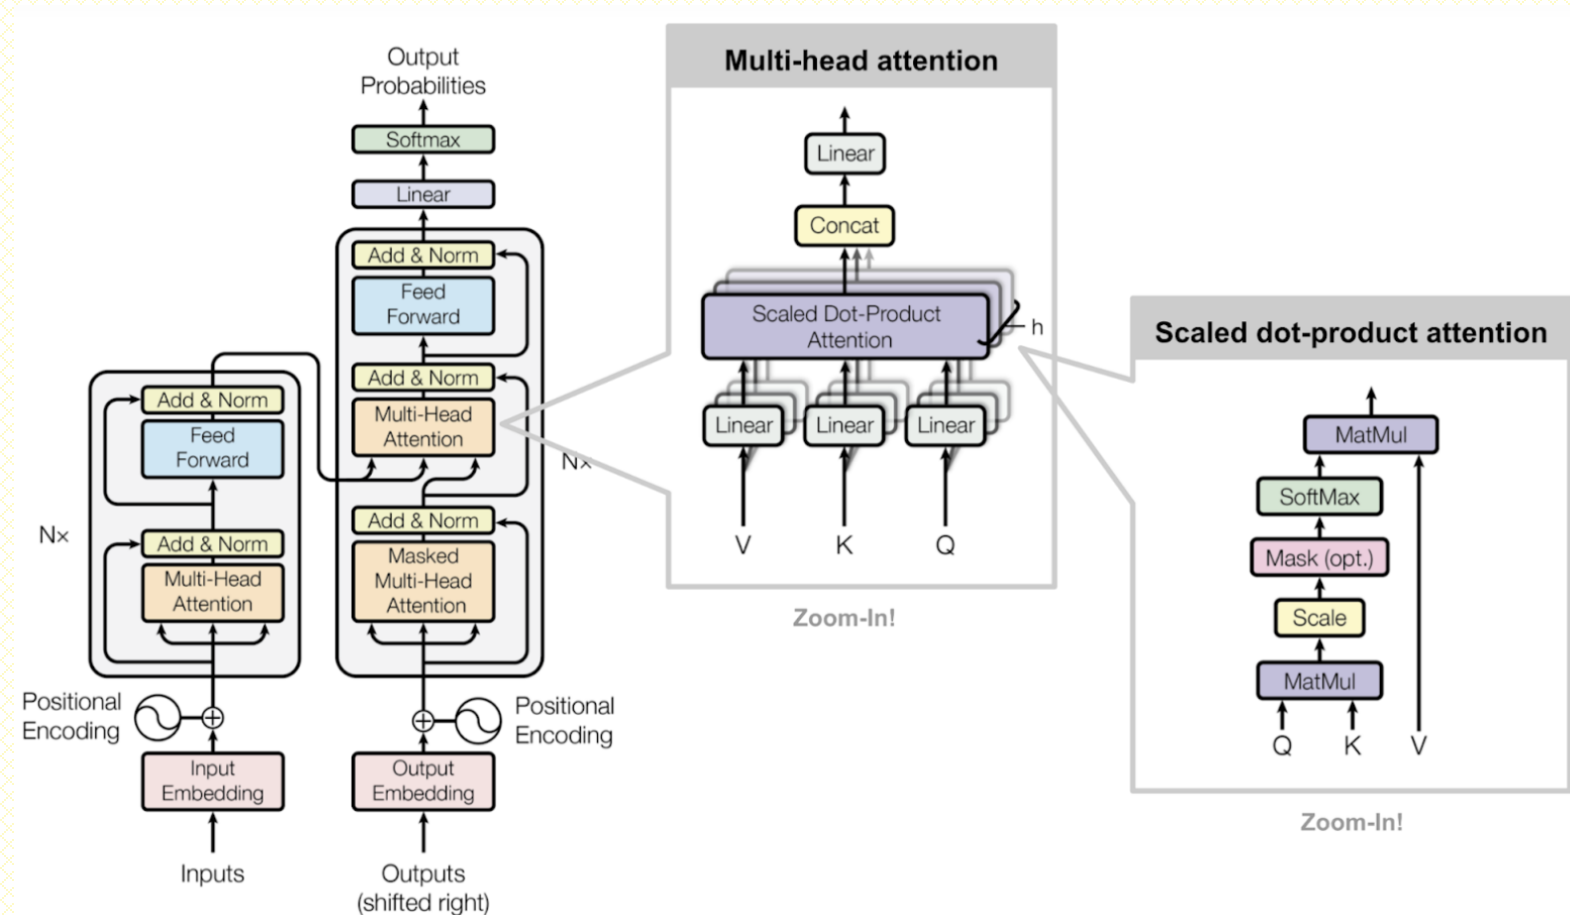 Output
Probabilities
Softmax
Linear
Add & Norm
Feed
Forward
Add & Norm
Multi-Head
Attention
Nx
Add & Norm
Masked
Multi-Head
Attention
Positional
Encoding
Output
Embedding
Outputs
(shifted right)
Add & Norm
Feed
Forward
Nx
Add & Norm
Multi-Head
Attention
Positional
Encoding
Input
Embedding
Inputs
Multi-head attention
Linear
Concat
Scaled Dot-Product
Attention
h
Linear
Linear
Linear
V
K
Q
Zoom-In!
Scaled dot-product attention
MatMul
SoftMax
Mask (opt.)
Scale
MatMul
Q
K
V
Zoom-In!